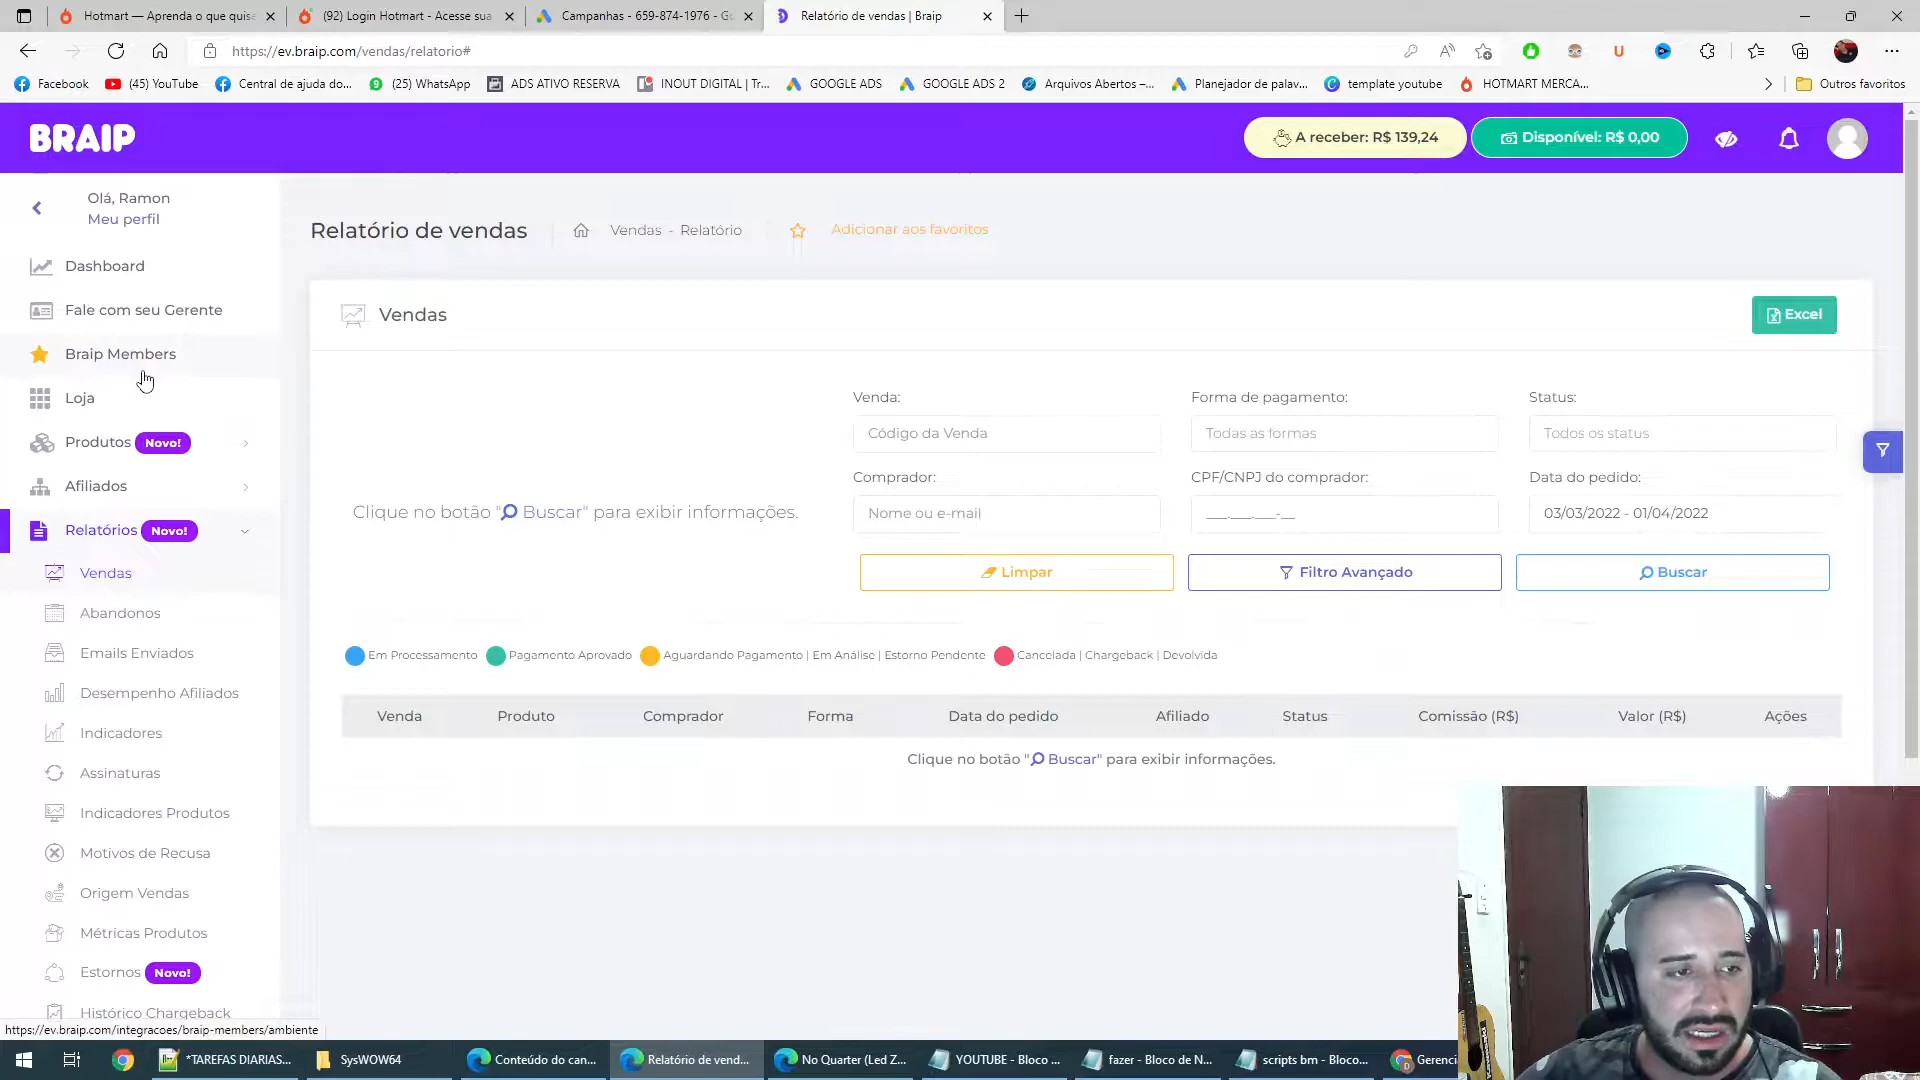 Hotmart — Aprenda o que quis
(92) Login Hotmart - Acesse sua
Campanhas - 659-874-1976 - G
Relatório de vendas | Braip
https://ev.braip.com/vendas/relatorio#
Facebook
(45) YouTube
Central de ajuda do...
(25) WhatsApp
ADS ATIVO RESERVA
INOUT DIGITAL | Tr...
GOOGLE ADS
GOOGLE ADS 2
Arquivos Abertos –...
Planejador de palav...
template youtube
HOTMART MERCA...
Outros favoritos
BRAIP
A receber: R$ 139,24
Disponível: R$ 0,00
Olá, Ramon
Meu perfil
Dashboard
Fale com seu Gerente
Braip Members
Loja
Produtos Novo!
Afiliados
Relatórios Novo!
Vendas
Abandonos
Emails Enviados
Desempenho Afiliados
Indicadores
Assinaturas
Indicadores Produtos
Motivos de Recusa
Origem Vendas
Métricas Produtos
Estornos Novo!
Histórico Chargeback
Relatório de vendas
Vendas - Relatório
Adicionar aos favoritos
Vendas
Excel
Clique no botão "Buscar" para exibir informações.
Venda:
Código da Venda
Forma de pagamento:
Todas as formas
Status:
Todos os status
Comprador:
Nome ou e-mail
CPF/CNPJ do comprador:
___.___.___-__
Data do pedido:
03/03/2022 - 01/04/2022
Limpar
Filtro Avançado
Buscar
Em Processamento
Pagamento Aprovado
Aguardando Pagamento | Em Análise | Estorno Pendente
Cancelada | Chargeback | Devolvida
Venda Produto Comprador Forma Data do pedido Afiliado Status Comissão (R$) Valor (R$) Ações
Clique no botão "Buscar" para exibir informações.
https://ev.braip.com/integracoes/braip-members/ambiente
*TAREFAS DIARIAS...
SysWOW64
Conteúdo do can...
Relatório de vend...
No Quarter (Led Z...
YOUTUBE - Bloco ...
fazer - Bloco de N...
scripts bm - Bloco...
Gerenci